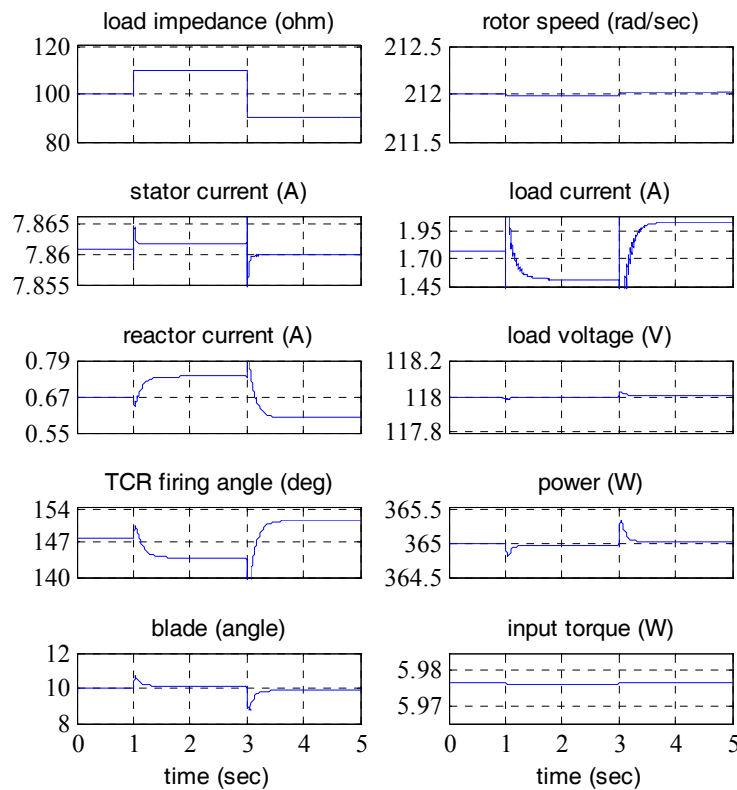 load impedance (ohm)
120
100
80
rotor speed (rad/sec)
212.5
212
211.5
stator current (A)
7.865
7.86
7.855
load current (A)
1.95
1.70
1.45
reactor current (A)
0.79
0.67
0.55
load voltage (V)
118.2
118
117.8
TCR firing angle (deg)
154
147
140
power (W)
365.5
365
364.5
blade (angle)
12
10
8
0 1 2 3 4 5
time (sec)
input torque (W)
5.98
5.97
0 1 2 3 4 5
time (sec)